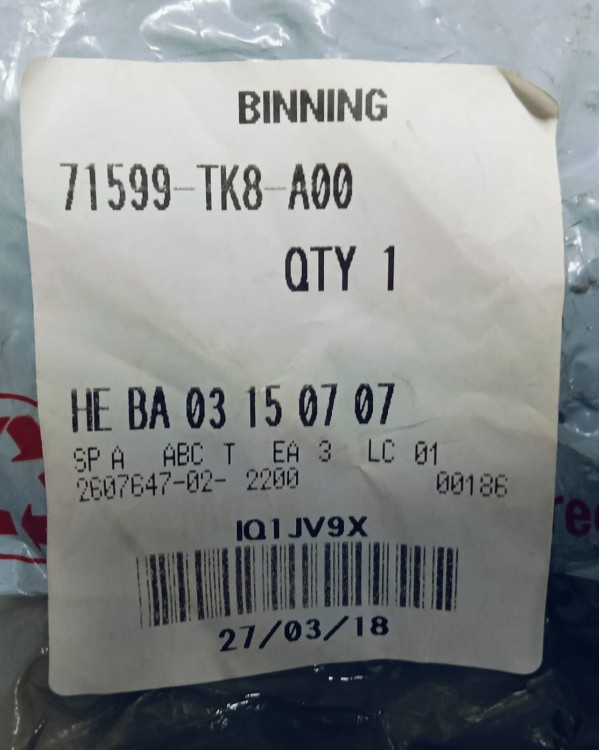 BINNING
71599-TK8-A00
QTY 1
HE BA 03 15 07 07
SP A ABC T EA 3 LC 01
2607647-02- 2200 00186
IQ1JV9X
27/03/18